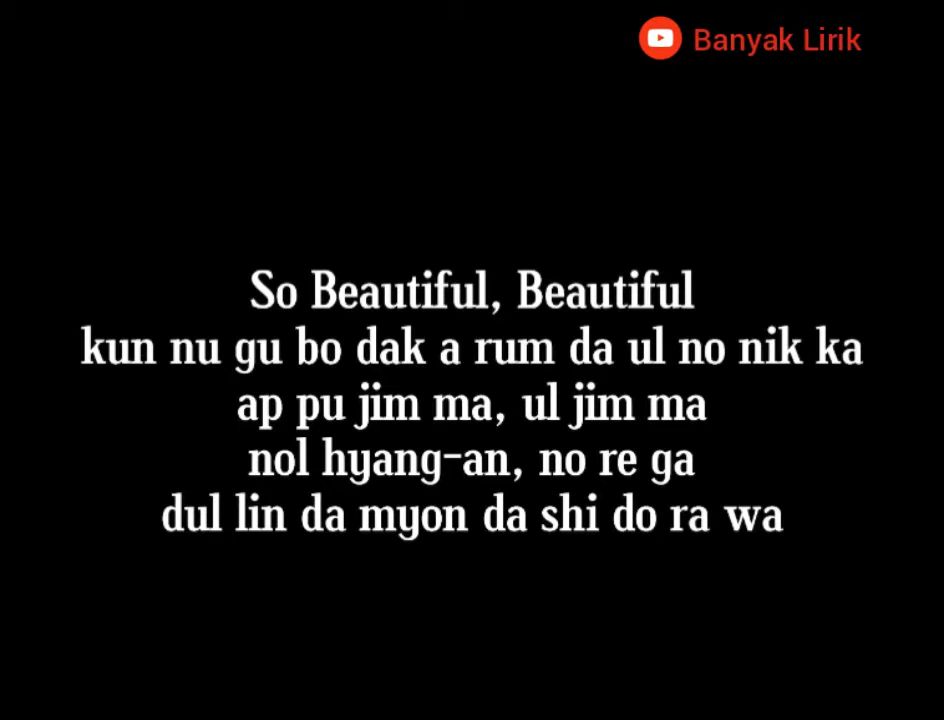 Banyak Lirik
So Beautiful, Beautiful
kun nu gu bo dak a rum da ul no nik ka
ap pu jim ma, ul jim ma
nol hyang-an, no re ga
dul lin da myon da shi do ra wa